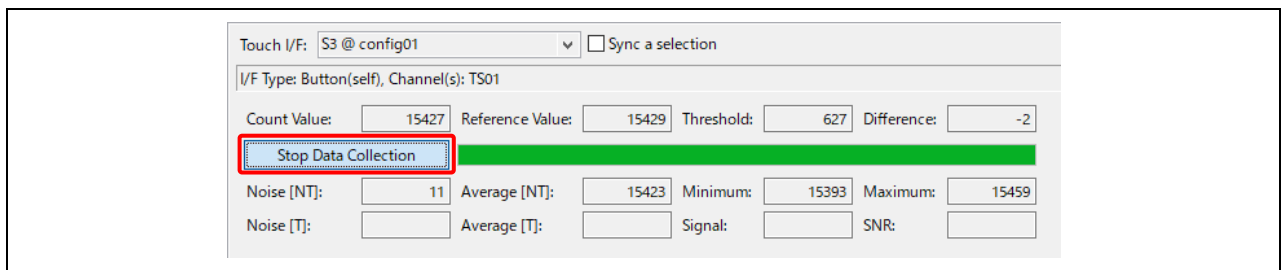 Touch I/F: S3 @ config01 Sync a selection
I/F Type: Button(self), Channel(s): TS01
Count Value: 15427 Reference Value: 15429 Threshold: 627 Difference: -2
Stop Data Collection
Noise [NT]: 11 Average [NT]: 15423 Minimum: 15393 Maximum: 15459
Noise [T]: Average [T]: Signal: SNR: